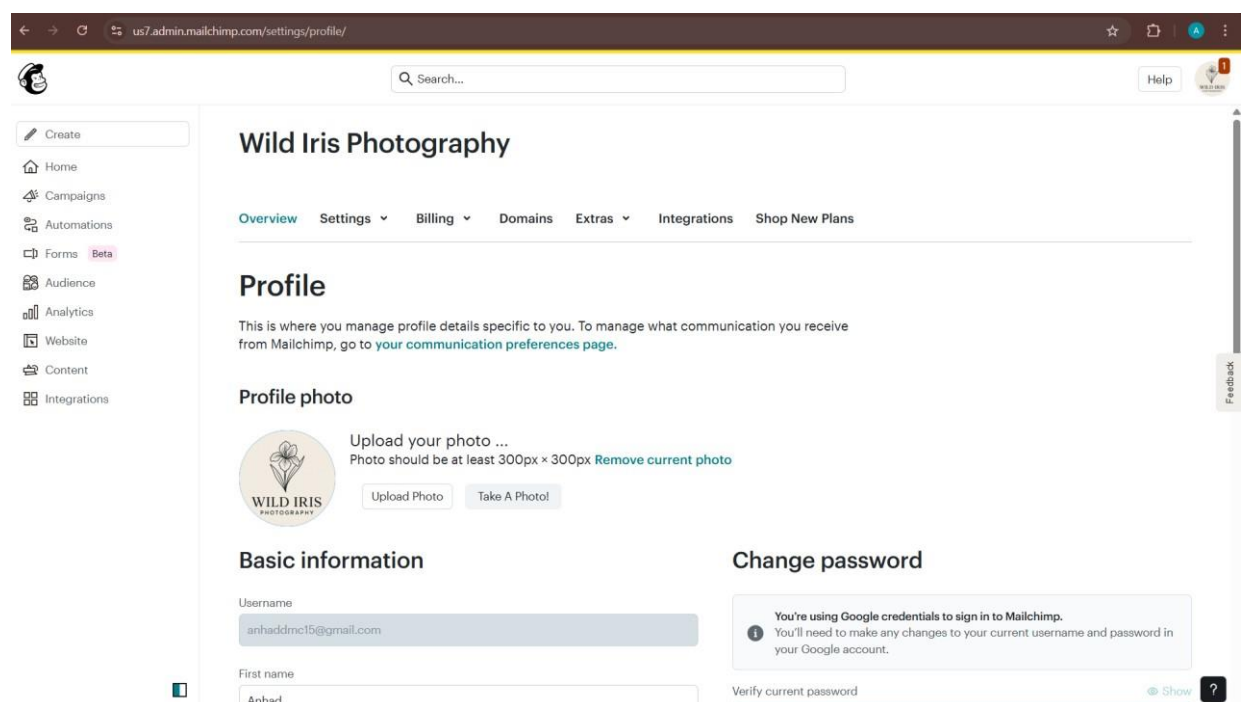 us7.admin.mailchimp.com/settings/profile/
A
Search...
Help
1
WILD IRIS
Create
Home
Campaigns
Automations
Forms Beta
Audience
Analytics
Website
Content
Integrations
Wild Iris Photography
Overview Settings Billing Domains Extras Integrations Shop New Plans
Profile
This is where you manage profile details specific to you. To manage what communication you receive
from Mailchimp, go to your communication preferences page.
Feedback
Profile photo
WILD IRIS
PHOTOGRAPHY
Upload your photo ...
Photo should be at least 300px × 300px Remove current photo
Upload Photo Take A Photo!
Basic information
Username
anhaddmc15@gmail.com
First name
Anhad
Change password
You're using Google credentials to sign in to Mailchimp.
You'll need to make any changes to your current username and password in
your Google account.
Verify current password Show
?